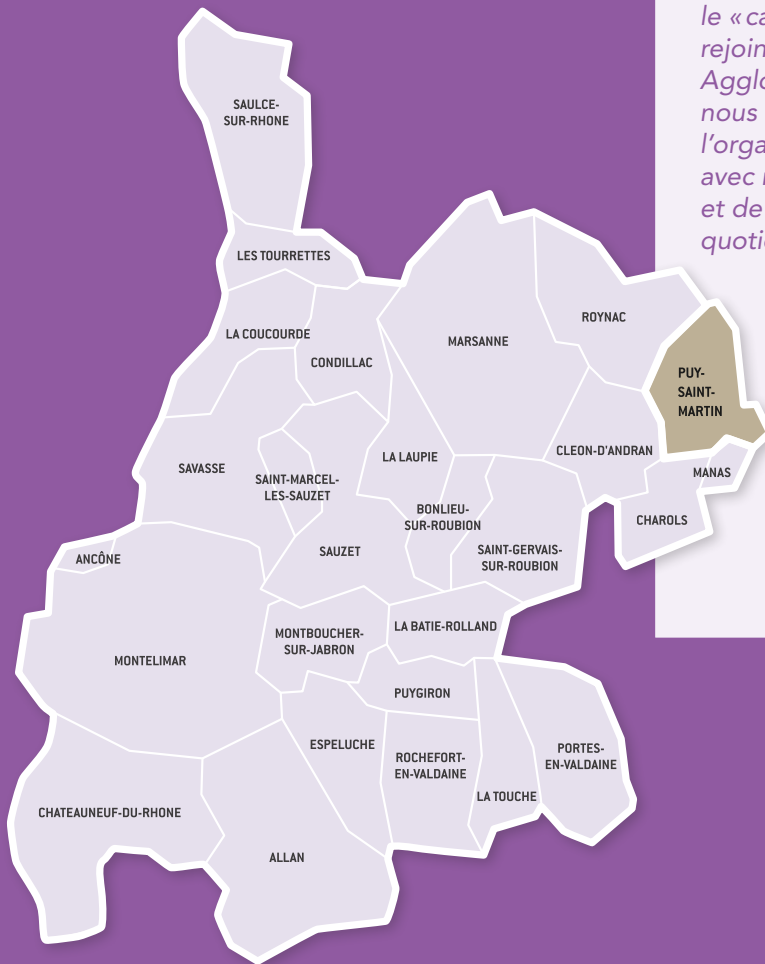 le « ca
rejoin
Agglo
nous
l'orga
avec
et de
quoti
SAULCE-
SUR-RHONE
LES TOURRETTES
LA COUCOURDE
CONDILLAC
MARSANNE
ROYNAC
PUY-
SAINT-
MARTIN
SAVASSE
SAINT-MARCEL-
LES-SAUZET
LA LAUPIE
CLEON-D'ANDRAN
MANAS
BONLIEU-
SUR-ROUBION
CHAROLS
ANCÔNE
SAUZET
SAINT-GERVAIS-
SUR-ROUBION
MONTELIMAR
MONTBOUCHER-
SUR-JABRON
LA BATIE-ROLLAND
PUYGIRON
ESPELUCHE
ROCHEFORT-
EN-VALDAINE
PORTES-
EN-VALDAINE
LA TOUCHE
CHATEAUNEUF-DU-RHONE
ALLAN